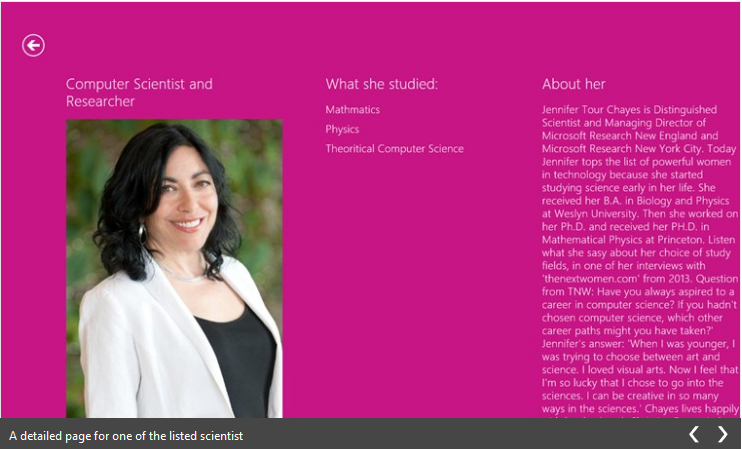 Computer Scientist and
Researcher
What she studied:
Mathmatics
Physics
Theoritical Computer Science
About her
Jennifer Tour Chayes is Distinguished
Scientist and Managing Director of
Microsoft Research New England and
Microsoft Research New York City. Today
Jennifer tops the list of powerful women
in technology because she started
studying science early in her life. She
received her B.A. in Biology and Physics
at Weslyn University. Then she worked on
her Ph.D. and received her PH.D. in
Mathematical Physics at Princeton. Listen
what she sasy about her choice of study
fields, in one of her interviews with
'thenextwomen.com' from 2013. Question
from TNW: Have you always aspired to a
career in computer science? If you hadn't
chosen computer science, which other
career paths might you have taken?'
Jennifer's answer: 'When I was younger, I
was trying to choose between art and
science. I loved visual arts. Now I feel that
I'm so lucky that I chose to go into the
sciences. I can be creative in so many
ways in the sciences.' Chayes lives happily
A detailed page for one of the listed scientist